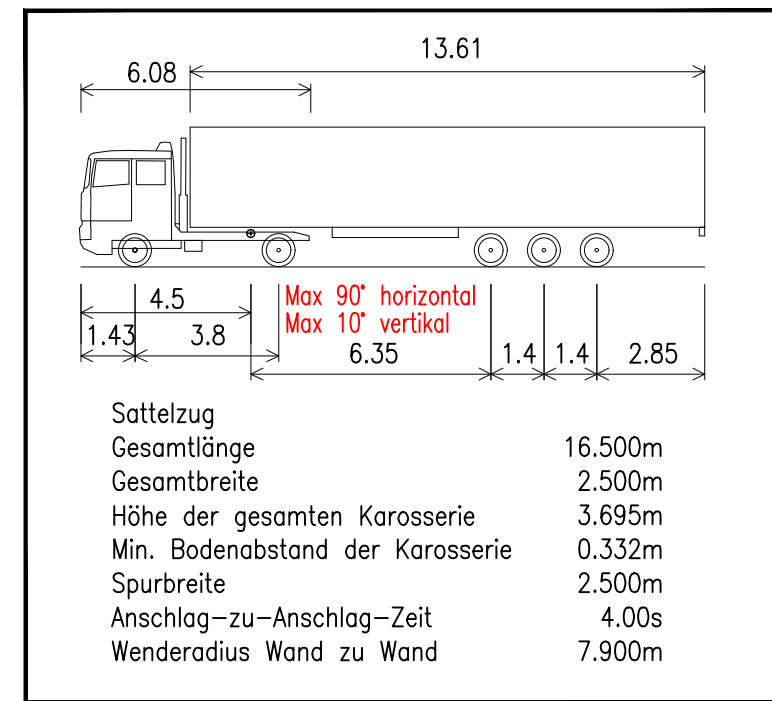 13.61
6.08
4.5
Max 90° horizontal
Max 10° vertikal
1.43
3.8
6.35
1.4
1.4
2.85
Sattelzug
Gesamtlänge 16.500m
Gesamtbreite 2.500m
Höhe der gesamten Karosserie 3.695m
Min. Bodenabstand der Karosserie 0.332m
Spurbreite 2.500m
Anschlag-zu-Anschlag-Zeit 4.00s
Wenderadius Wand zu Wand 7.900m